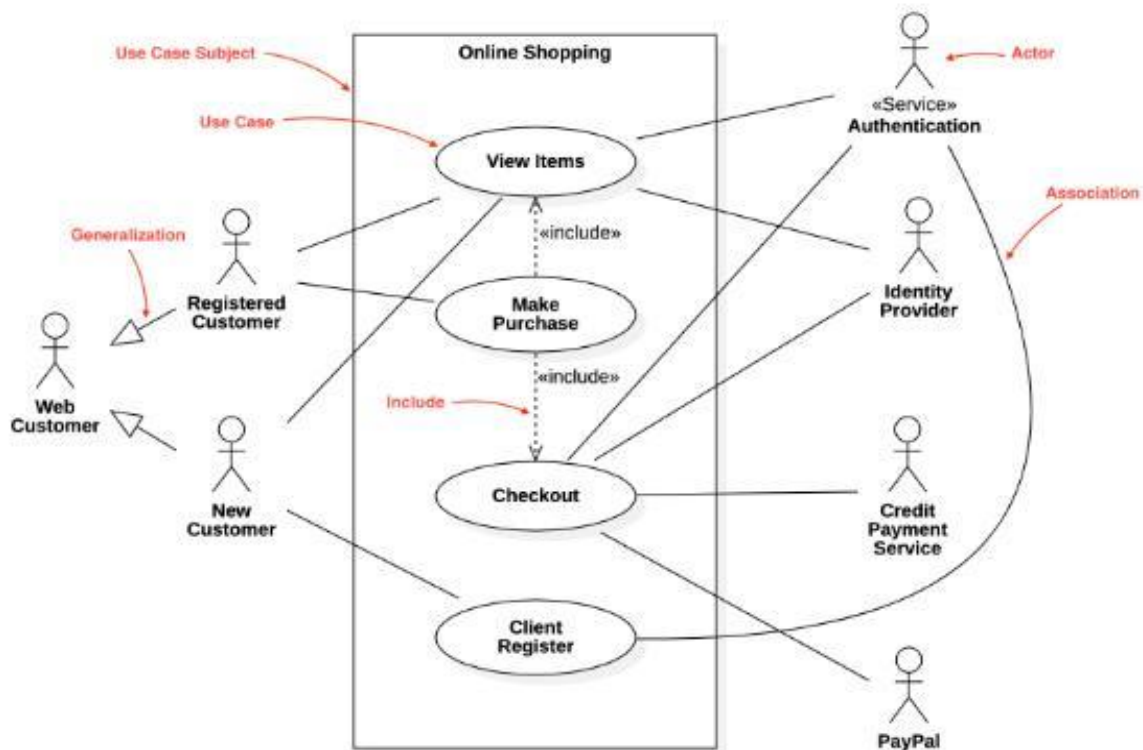 Online Shopping
Use Case Subject
Actor
«Service»
Authentication
Use Case
View Items
Association
Generalization
«include»
Registered
Customer
Make
Purchase
Identity
Provider
Web
Customer
«include»
Include
New
Customer
Checkout
Credit
Payment
Service
Client
Register
PayPal